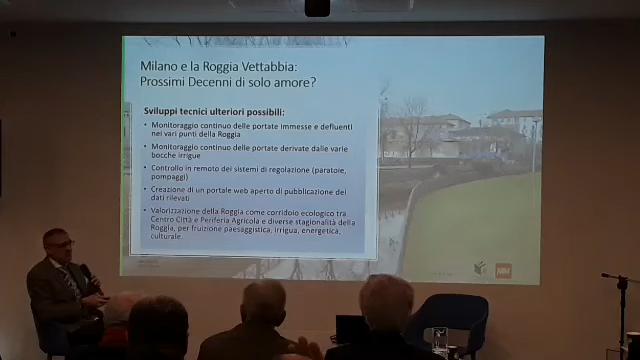 Milano e la Roggia Vettabbia:
Prossimi Decenni di solo amore?
Sviluppi tecnici ulteriori possibili:
• Monitoraggio continuo delle portate immesse e defluenti
nei vari punti della Roggia
• Monitoraggio continuo delle portate derivate dalle varie
bocche irrigue
• Controllo in remoto dei sistemi di regolazione (paratoie,
pompaggi)
• Creazione di un portale web aperto di pubblicazione dei
dati rilevati
• Valorizzazione della Roggia come corridoio ecologico tra
Centro Città e Periferia Agricola e diverse stagionalità della
Roggia, per fruizione paesaggistica, irrigua, energetica,
culturale.
MM